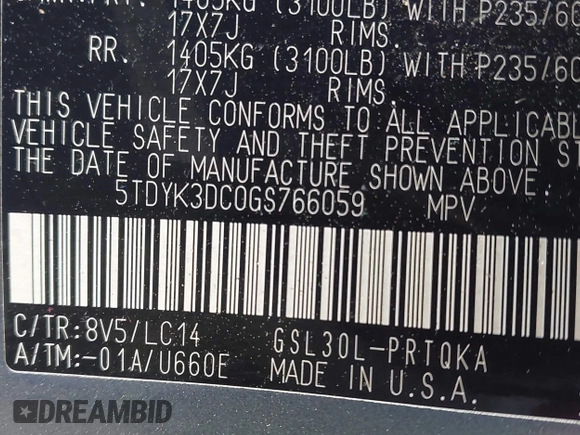 1405KG (3100LB) WITH P235/60
17X7J RIMS.
RR. 1405KG (3100LB) WITH P235/60
17X7J RIMS.
THIS VEHICLE CONFORMS TO ALL APPLICABL
VEHICLE SAFETY AND THEFT PREVENTION ST
THE DATE OF MANUFACTURE SHOWN ABOVE.
5TDYK3DC0GS766059 MPV
C/TR:8V5/LC14 GSL30L-PRTQKA
A/TM:-01A/U660E MADE IN U.S.A.
DREAMBID